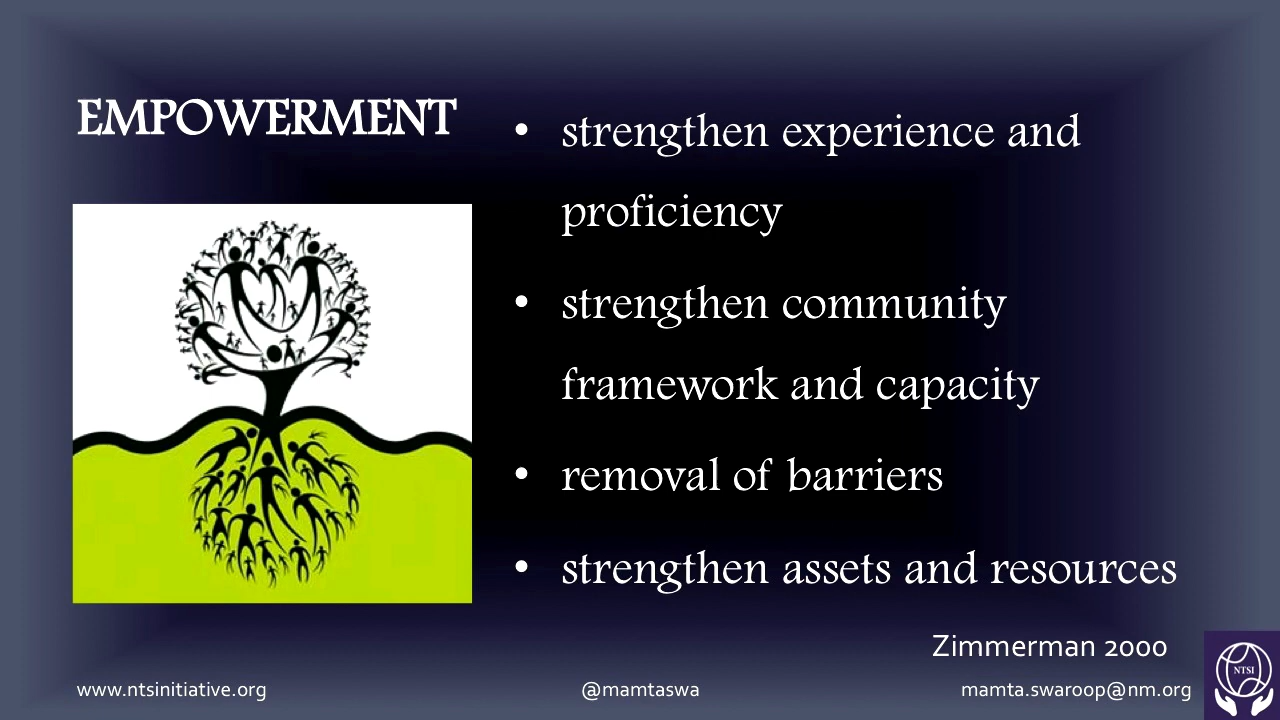 EMPOWERMENT
• strengthen experience and
proficiency
• strengthen community
framework and capacity
• removal of barriers
• strengthen assets and resources
Zimmerman 2000
www.ntsinitiative.org
@mamtaswa
mamta.swaroop@nm.org
NTSI